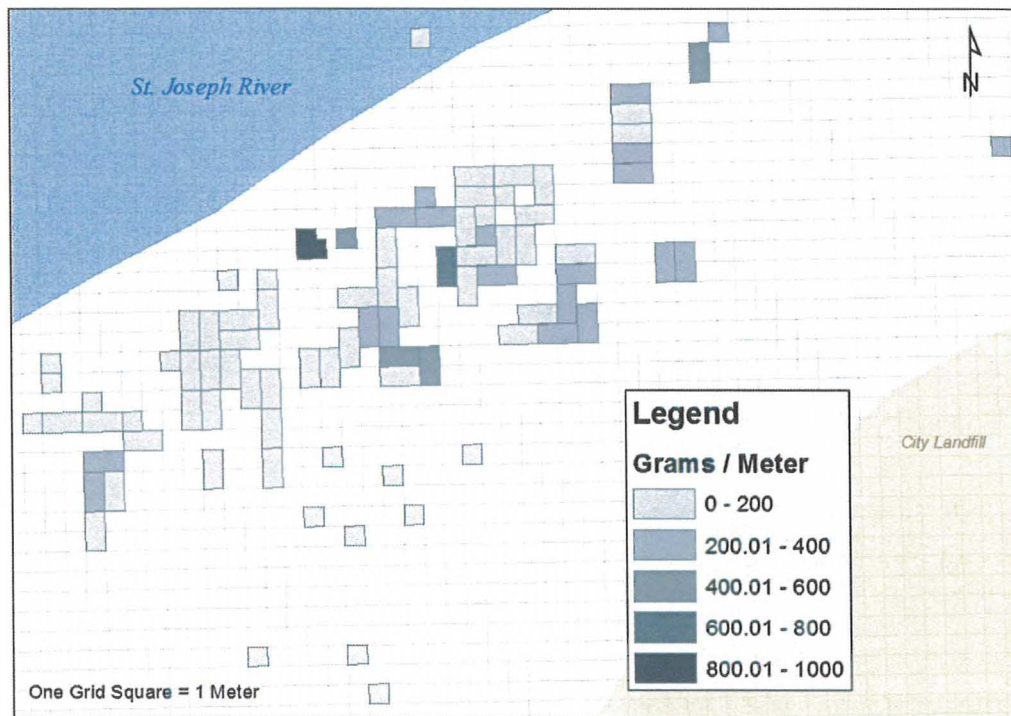 St. Joseph River
N
City Landfill
Legend
Grams / Meter
0 - 200
200.01 - 400
400.01 - 600
600.01 - 800
800.01 - 1000
One Grid Square = 1 Meter